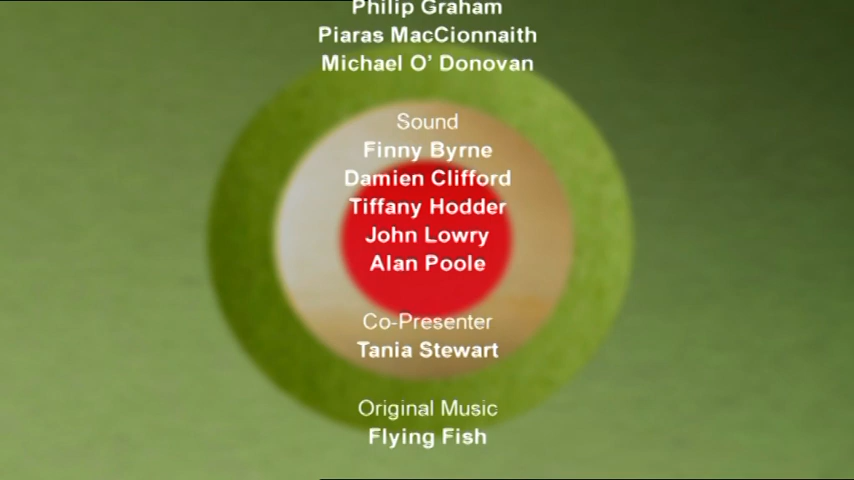 Philip Graham
Piaras MacCionnaith
Michael O' Donovan
Sound
Finny Byrne
Damien Clifford
Tiffany Hodder
John Lowry
Alan Poole
Co-Presenter
Tania Stewart
Original Music
Flying Fish